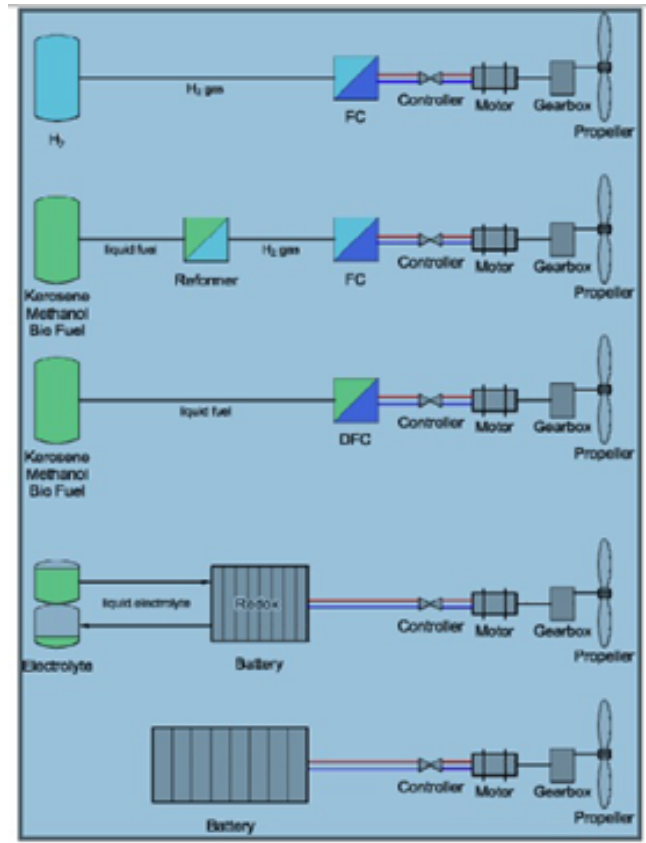 H₂ gas
H₂
FC
Controller
Motor
Gearbox
Propeller
liquid fuel
H₂ gas
Kerosene
Methanol
Bio Fuel
Reformer
FC
Controller
Motor
Gearbox
Propeller
liquid fuel
Kerosene
Methanol
Bio Fuel
DFC
Controller
Motor
Gearbox
Propeller
liquid electrolyte
Redox
Electrolyte
Battery
Controller
Motor
Gearbox
Propeller
Battery
Controller
Motor
Gearbox
Propeller